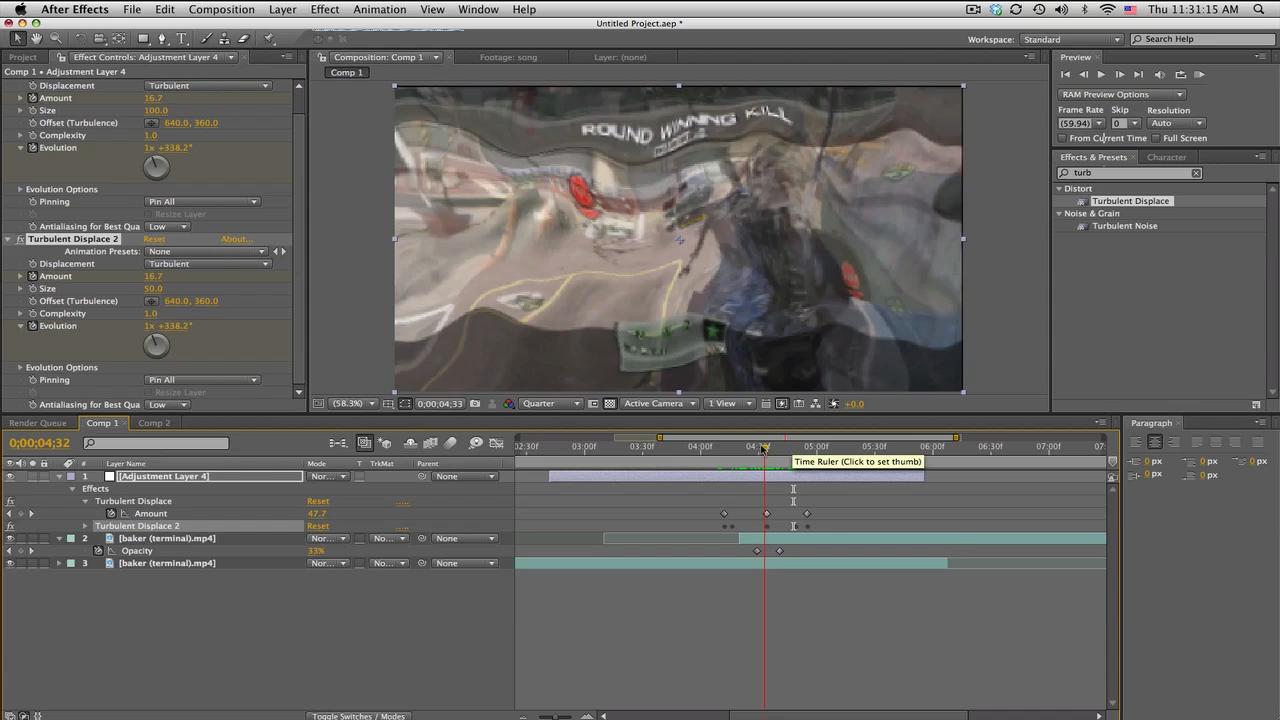 After Effects File Edit Composition Layer Effect Animation View Window Help Thu 11:31:15 AM
Untitled Project.aep *
Workspace: Standard Search Help
Project Effect Controls: Adjustment Layer 4 Composition: Comp 1 Footage: song Layer: (none) Preview
Comp 1 • Adjustment Layer 4 Comp 1
Displacement Turbulent
Amount 16.7
Size 100.0
Offset (Turbulence) 640.0, 360.0
Complexity 1.0
Evolution 1x +338.2°
Evolution Options
Pinning Pin All
Resize Layer
Antialiasing for Best Qua Low
Turbulent Displace 2 Reset About...
Animation Presets: None
Displacement Turbulent
Amount 16.7
Size 50.0
Offset (Turbulence) 640.0, 360.0
Complexity 1.0
Evolution 1x +338.2°
Evolution Options
Pinning Pin All
Resize Layer
Antialiasing for Best Qua Low
ROUND WINNING KILL
(58.3%) 0;00;04;33 Quarter Active Camera 1 View +0.0
RAM Preview Options
Frame Rate Skip Resolution
(59.94) 0 Auto
From Current Time Full Screen
Effects & Presets Character
turb
Distort
Turbulent Displace
Noise & Grain
Turbulent Noise
Render Queue Comp 1 Comp 2 Paragraph
0;00;04;32 02:30f 03:00f 03:30f 04:00f 05:00f 05:30f 06:00f 06:30f 07:00f
Time Ruler (Click to set thumb)
# Layer Name Mode T TrkMat Parent
1 [Adjustment Layer 4] Nor... None
Effects
Turbulent Displace Reset .....
Amount 47.7
Turbulent Displace 2 Reset .....
2 [baker (terminal).mp4] Nor... No... None
Opacity 33%
3 [baker (terminal).mp4] Nor... No... None
0 px 0 px
0 px 0 px
0 px
Toggle Switches / Modes